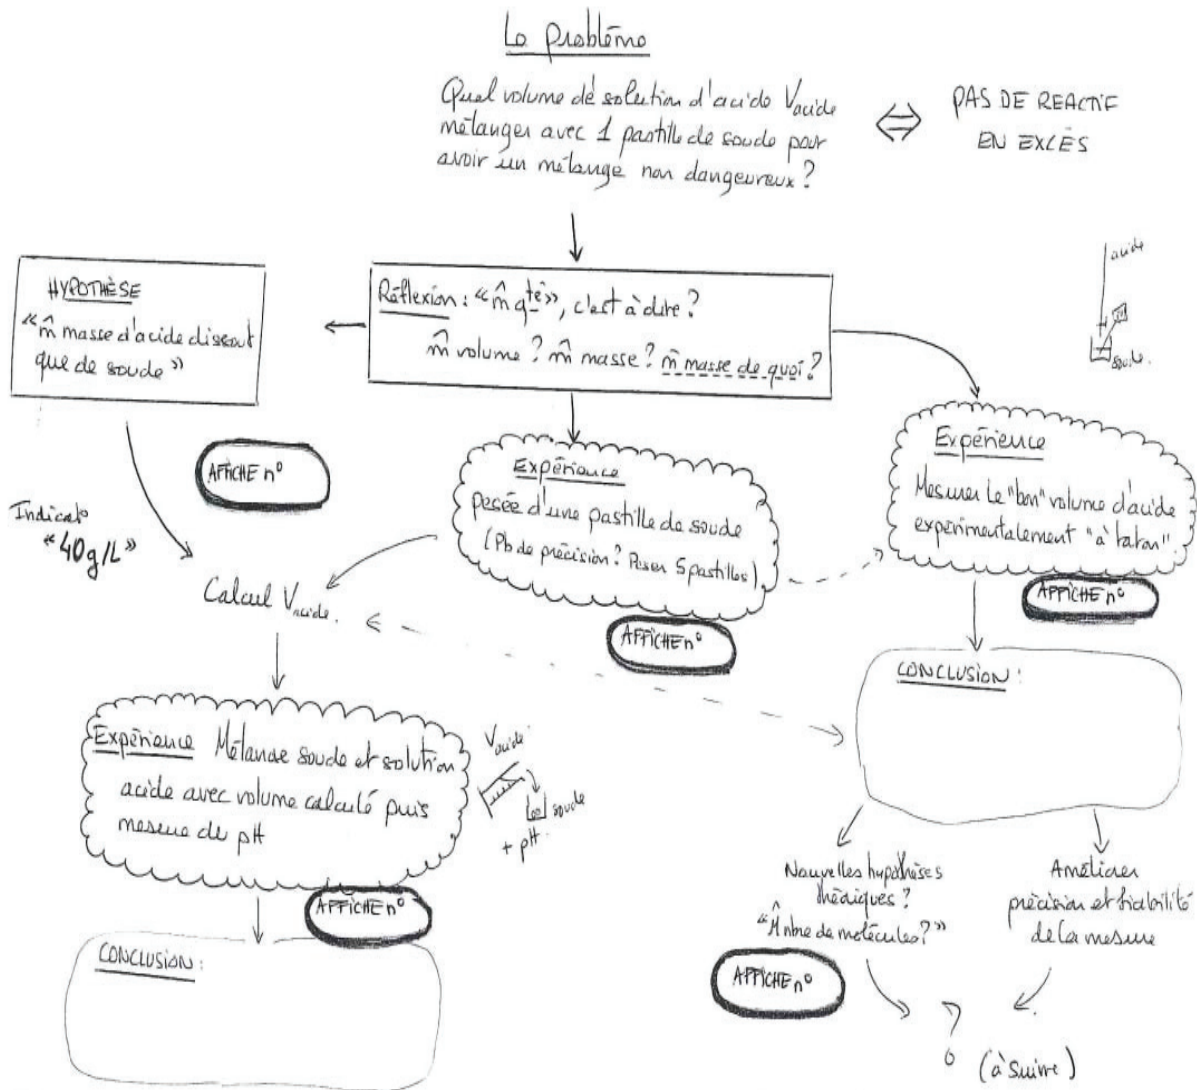 Le problème
Quel volume de solution d'acide Vacide
mélanger avec 1 pastille de soude pour
avoir un mélange non dangeureux ?
⇔
PAS DE REACTIF
EN EXCÈS
HYPOTHÈSE
« m̂ masse d'acide dissout
que de soude »
Réflexion : « m̂ qté », c'est à dire ?
m̂ volume ? m̂ masse ? m̂ masse de quoi ?
acide
soude.
AFFICHE n°
Indicat°
« 40g/L »
Expérience
pesée d'une pastille de soude
(Pb de précision ? Peser 5 pastilles)
AFFICHE n°
Expérience
Mesurer le "bon" volume d'acide
expérimentalement "à taton".
AFFICHE n°
Calcul Vacide.
CONCLUSION :
Expérience Mélange soude et solution
acide avec volume calculé puis
mesure de pH
Vacide
soude
+ pH
AFFICHE n°
CONCLUSION :
Nouvelles hypothèses
théoriques ?
"m̂ nbre de molécules ?"
AFFICHE n°
Améliorer
précision et fiabilité
de la mesure
?
(à suivre)